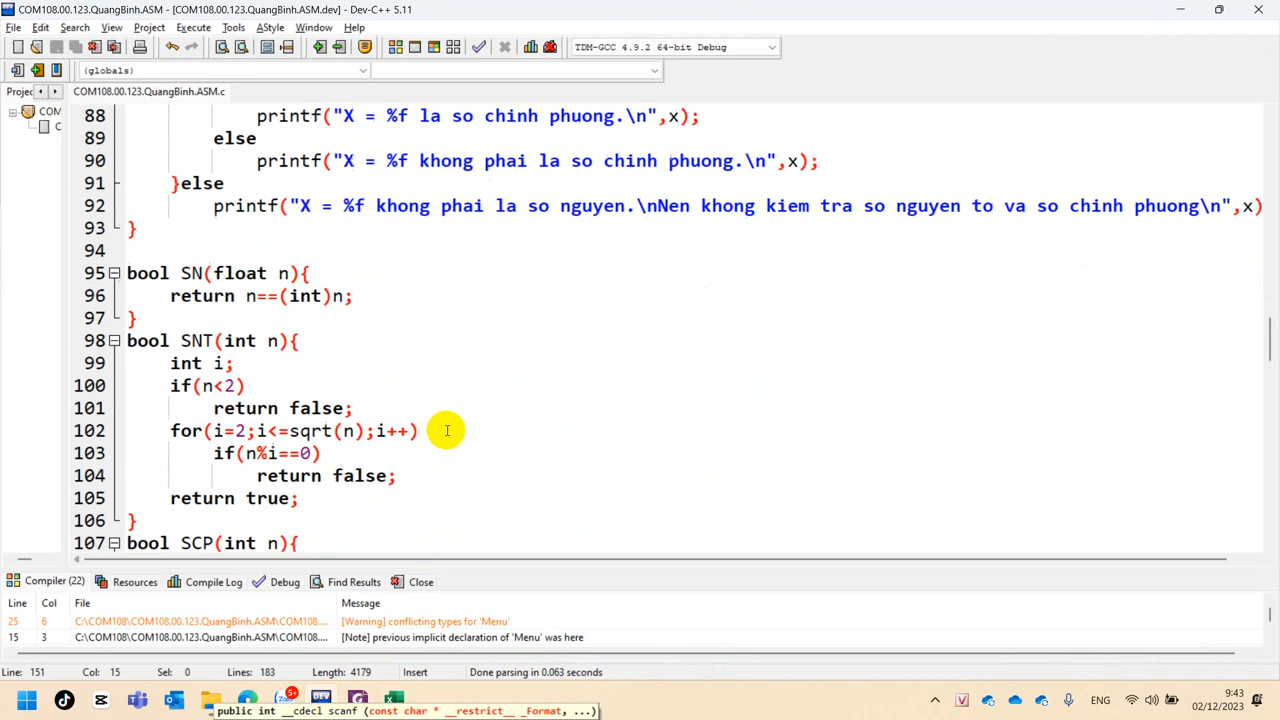 COM108.00.123.QuangBinh.ASM - [COM108.00.123.QuangBinh.ASM.dev] - Dev-C++ 5.11
File Edit Search View Project Execute Tools AStyle Window Help
TDM-GCC 4.9.2 64-bit Debug
(globals)
Projec COM108.00.123.QuangBinh.ASM.c
COM
C
88 printf("X = %f la so chinh phuong.\n",x);
89 else
90 printf("X = %f khong phai la so chinh phuong.\n",x);
91 }else
92 printf("X = %f khong phai la so nguyen.\nNen khong kiem tra so nguyen to va so chinh phuong\n",x)
93 }
94
95 bool SN(float n){
96 return n==(int)n;
97 }
98 bool SNT(int n){
99 int i;
100 if(n<2)
101 return false;
102 for(i=2;i<=sqrt(n);i++)
103 if(n%i==0)
104 return false;
105 return true;
106 }
107 bool SCP(int n){
Compiler (22) Resources Compile Log Debug Find Results Close
Line Col File Message
25 6 C:\COM108\COM108.00.123.QuangBinh.ASM\COM108.... [Warning] conflicting types for 'Menu'
15 3 C:\COM108\COM108.00.123.QuangBinh.ASM\COM108.... [Note] previous implicit declaration of 'Menu' was here
Line: 151 Col: 15 Sel: 0 Lines: 183 Length: 4179 Insert Done parsing in 0.063 seconds
5+
DEV
ENG
9:43
02/12/2023
public int __cdecl scanf (const char * __restrict__ _Format, ...)